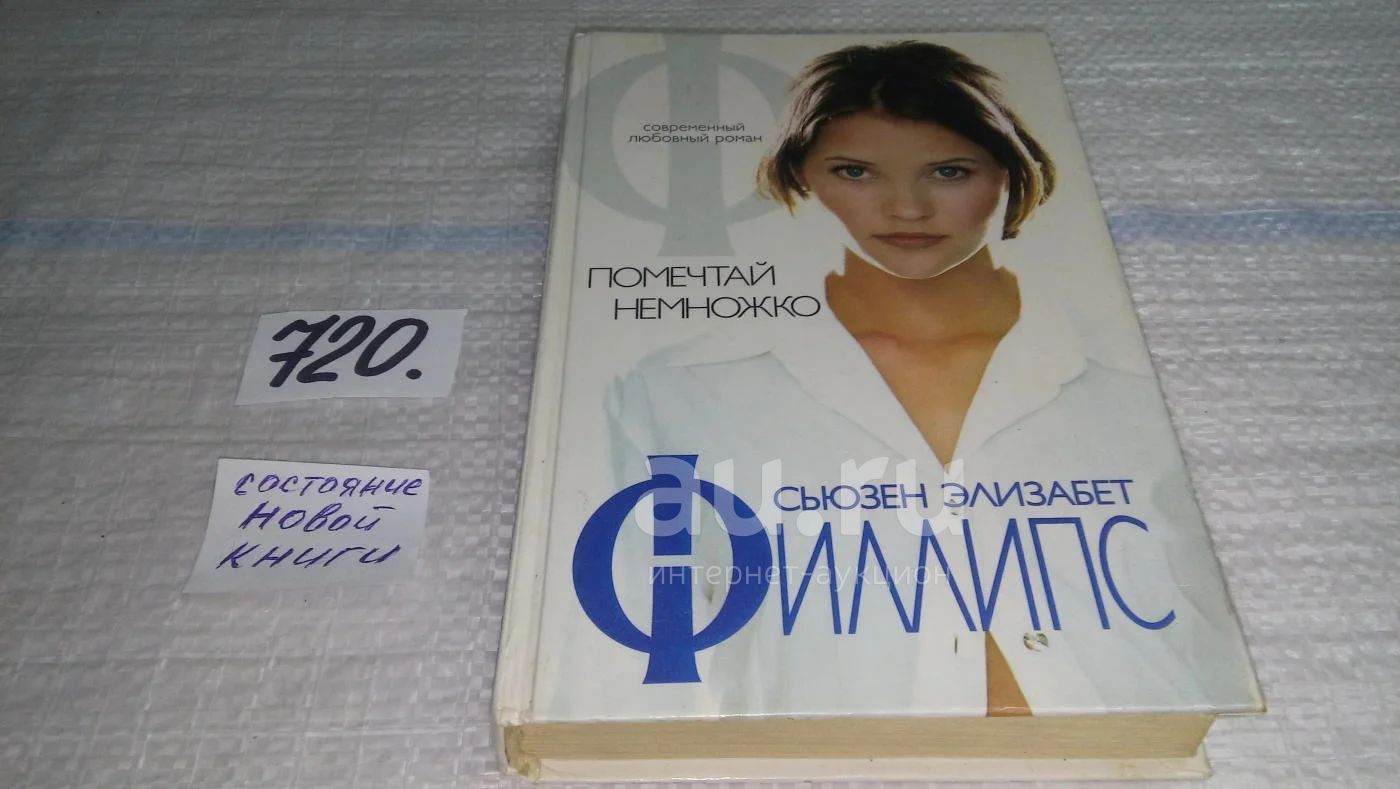 современный
любовный роман
ПОМЕЧТАЙ
НЕМНОЖКО
720.
состояние
новой
книги
СЬЮЗЕН ЭЛИЗАБЕТ
ФИЛЛИПС
au.ru
интернет-аукцион